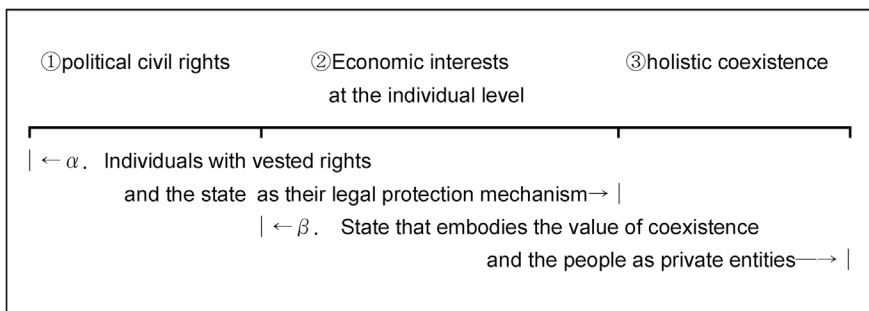 ①political civil rights ②Economic interests ③holistic coexistence
at the individual level
|←α. Individuals with vested rights
and the state as their legal protection mechanism→|
|←β. State that embodies the value of coexistence
and the people as private entities―→|